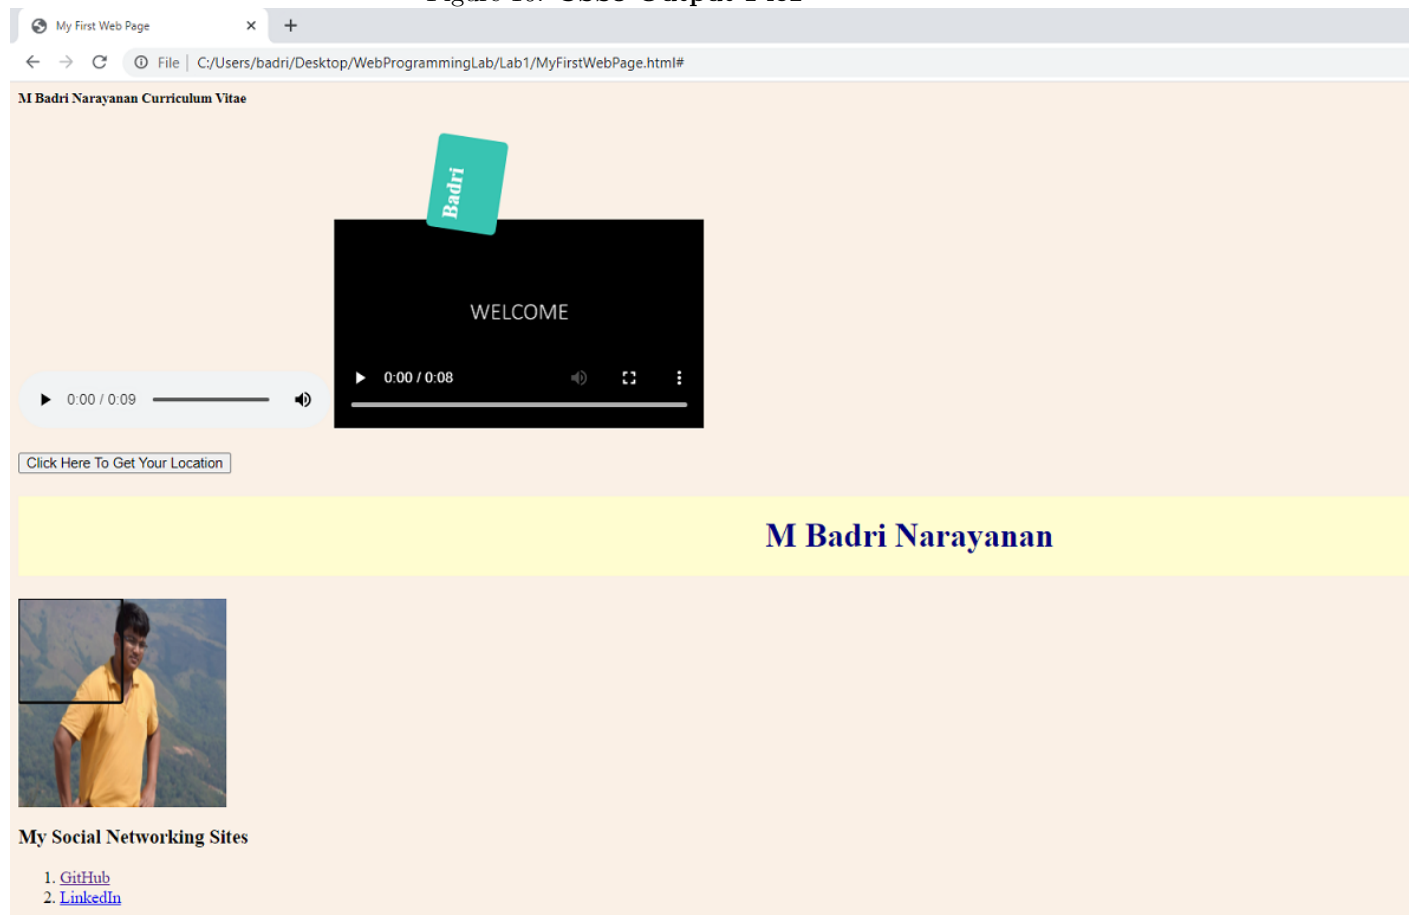 My First Web Page
File | C:/Users/badri/Desktop/WebProgrammingLab/Lab1/MyFirstWebPage.html#
M Badri Narayanan Curriculum Vitae
Badri
WELCOME
0:00 / 0:08
0:00 / 0:09
Click Here To Get Your Location
M Badri Narayanan
My Social Networking Sites
1. GitHub
2. LinkedIn